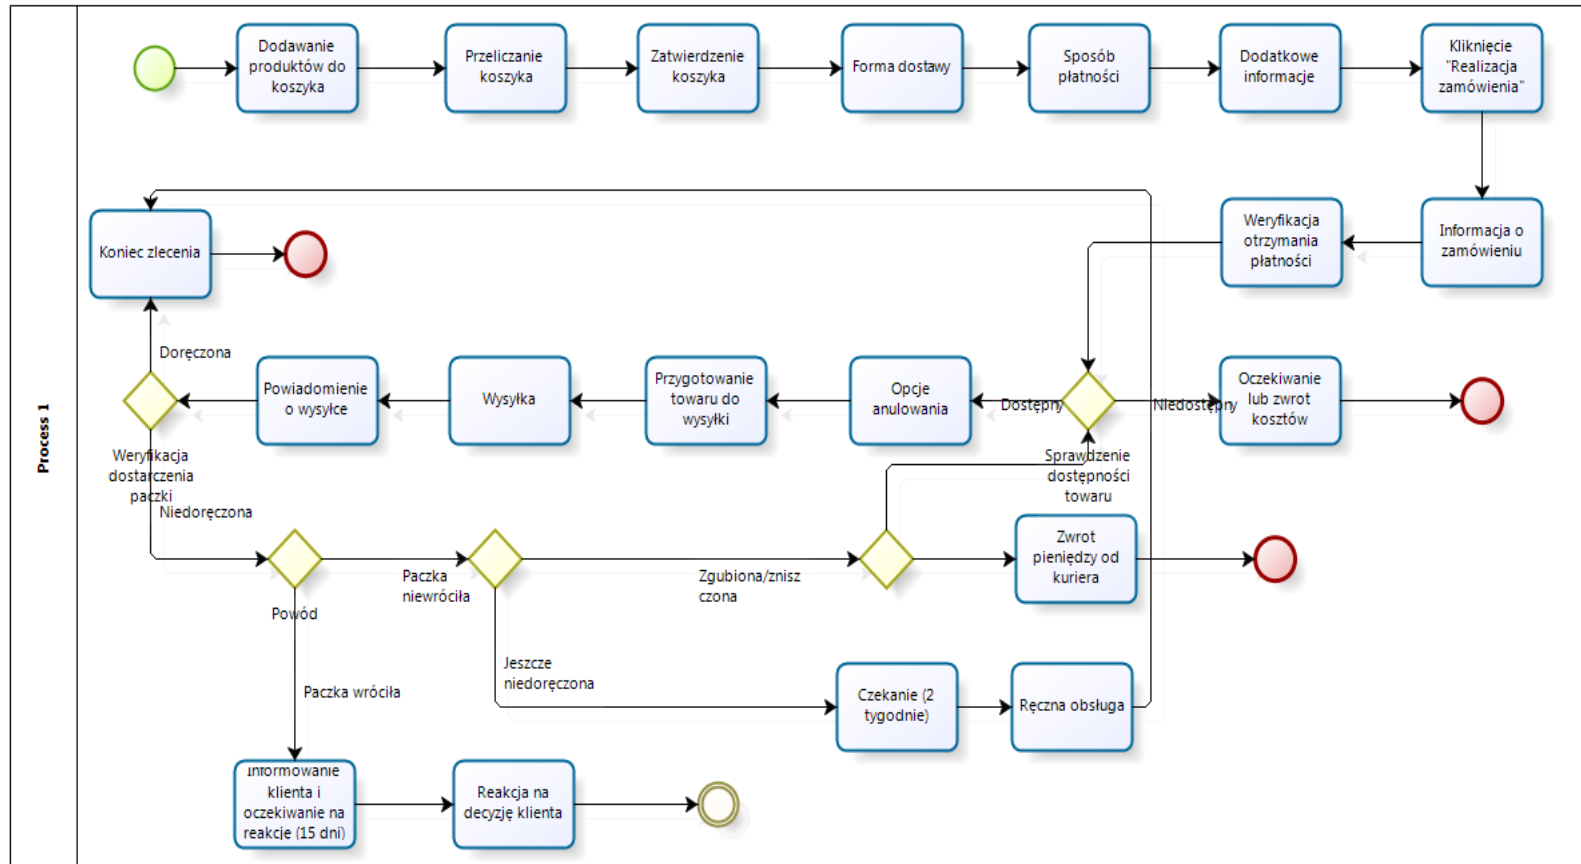 Process 1
Dodawanie
produktów do
koszyka
Przeliczanie
koszyka
Zatwierdzenie
koszyka
Forma dostawy
Sposób
płatności
Dodatkowe
informacje
Kliknięcie
"Realizacja
zamówienia"
Koniec zlecenia
Weryfikacja
otrzymania
płatności
Informacja o
zamówieniu
Doręczona
Powiadomienie
o wysyłce
Wysyłka
Przygotowanie
towaru do
wysyłki
Opcje
anulowania
Dostępny
Niedostępny
Oczekiwanie
lub zwrot
kosztów
Weryfikacja
dostarczenia
paczki
Niedoręczona
Sprawdzenie
dostępności
towaru
Powód
Paczka
niewróciła
Zgubiona/znisz
czona
Zwrot
pieniędzy od
kuriera
Paczka wróciła
Jeszcze
niedoręczona
Czekanie (2
tygodnie)
Ręczna obsługa
Informowanie
klienta i
oczekiwanie na
reakcje (15 dni)
Reakcja na
decyzję klienta